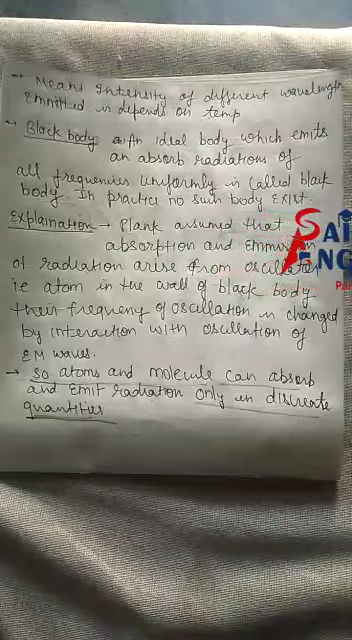 → Means intensity of different wavelength
Emmitted is depends on temp
→ Black body → An ideal body which emits
an absorb radiations of
all frequencies uniformly is called black
body. In practice no such body exist.
Explaination → Plank assumed that
absorption and Emmission
of radiation arise from oscillator
i.e atom in the wall of black body
their frequency of oscillation is changed
by interaction with oscillation of
EM waves.
→ So atoms and molecule can absorb
and Emit radiation only in discreate
quantities
SAI
ENG